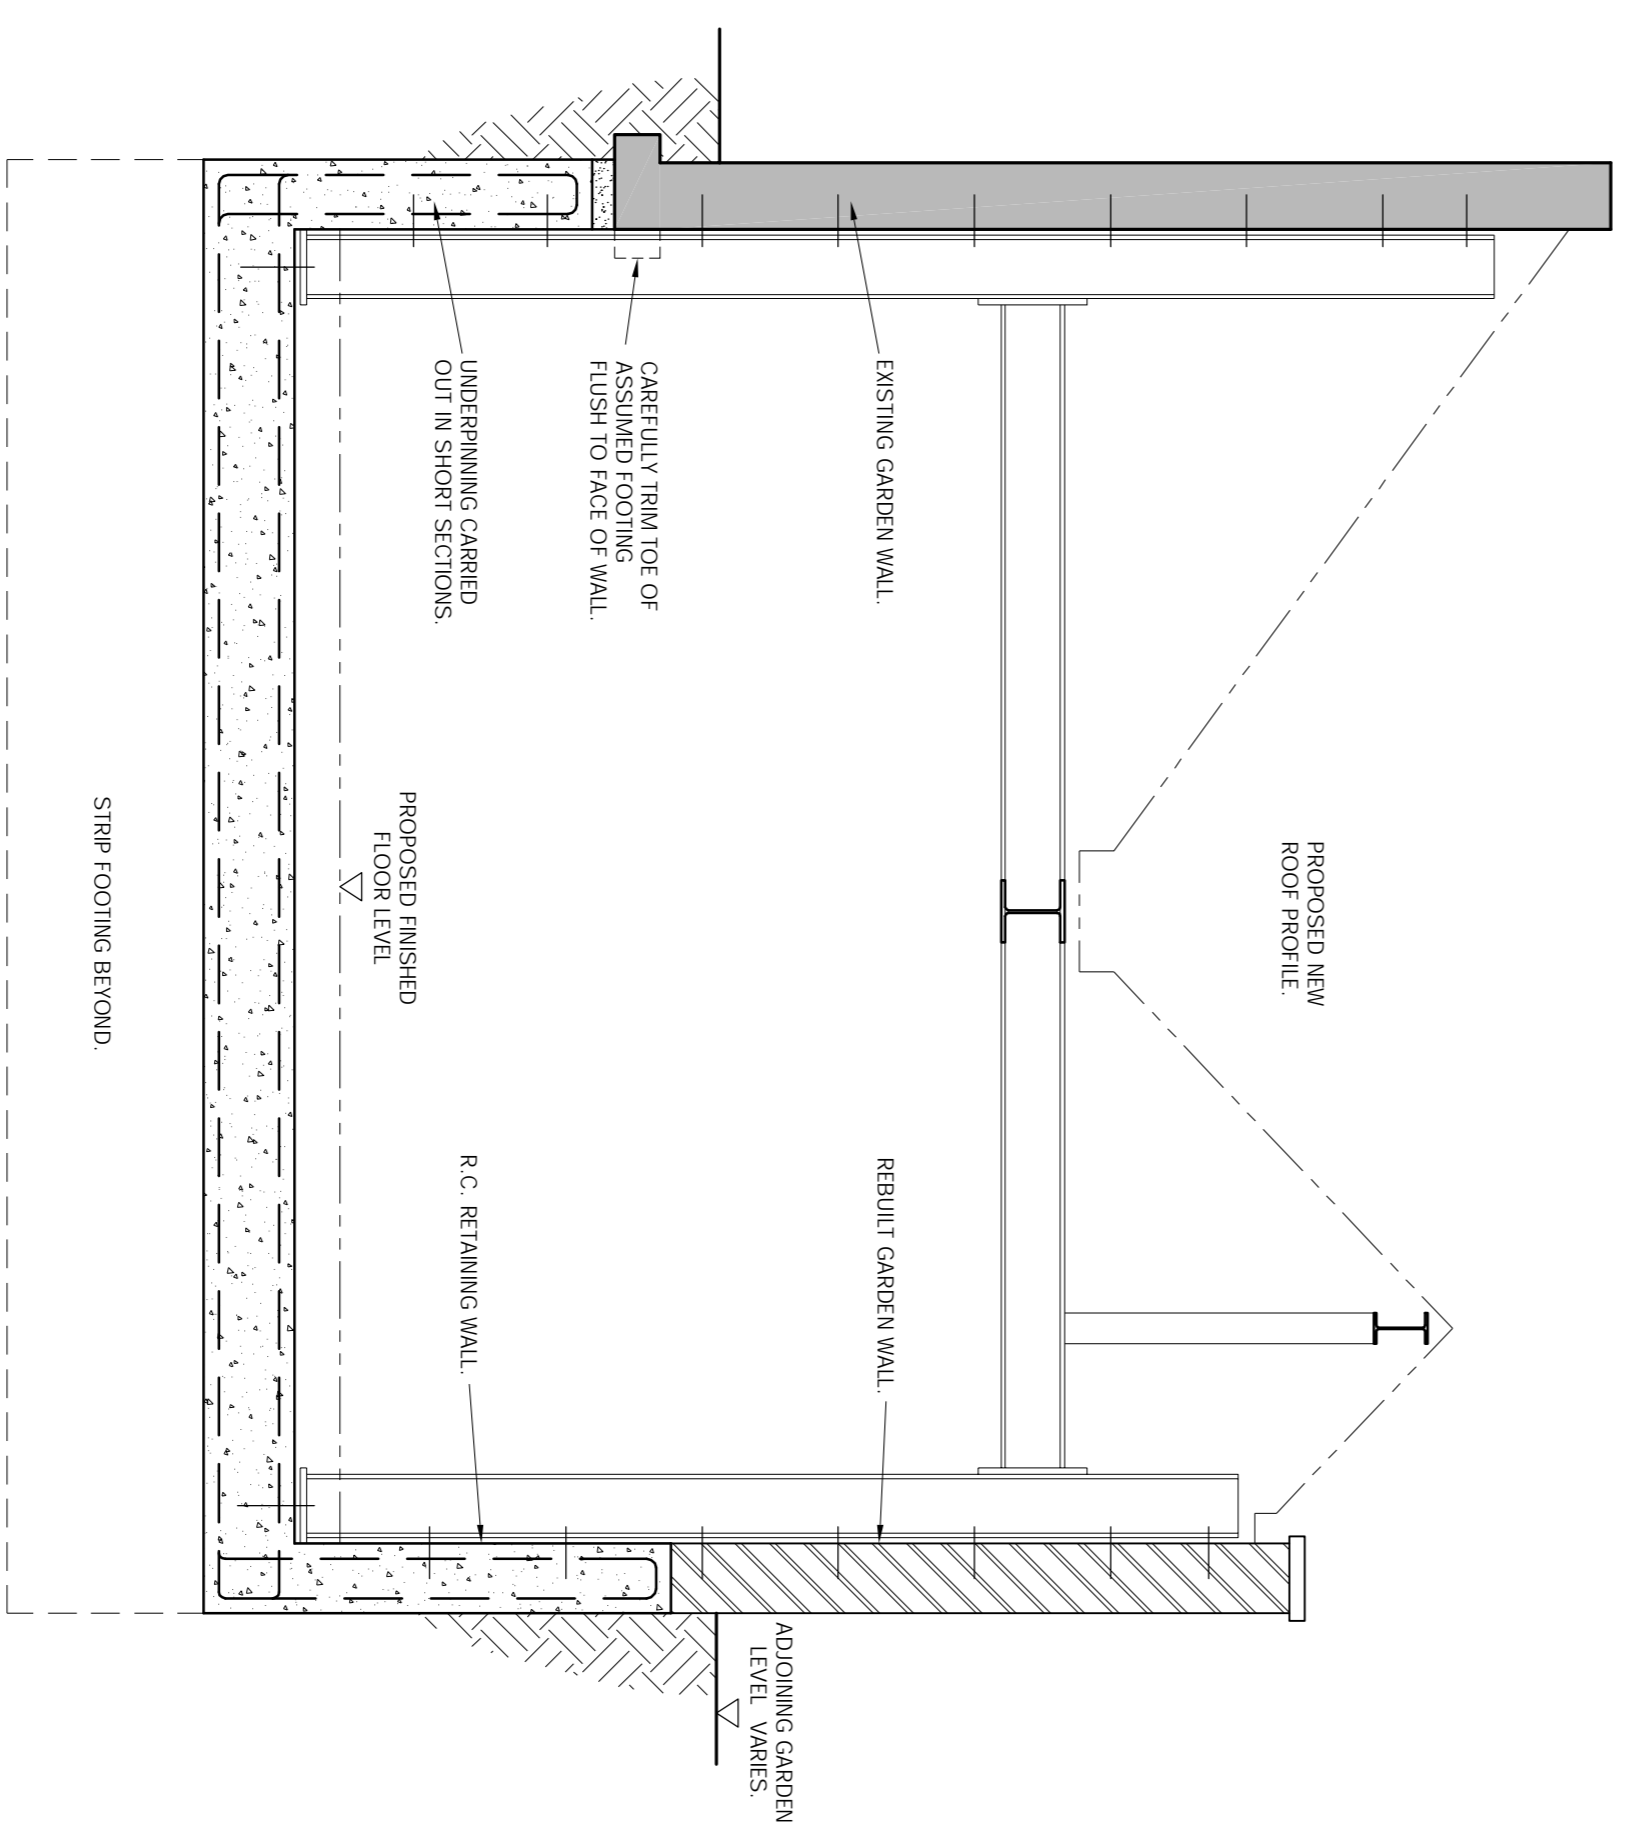 PROPOSED NEW
ROOF PROFILE.
EXISTING GARDEN WALL.
REBUILT GARDEN WALL.
ADJOINING GARDEN
LEVEL VARIES.
CAREFULLY TRIM TOE OF
ASSUMED FOOTING
FLUSH TO FACE OF WALL.
UNDERPINNING CARRIED
OUT IN SHORT SECTIONS.
R.C. RETAINING WALL.
PROPOSED FINISHED
FLOOR LEVEL
STRIP FOOTING BEYOND.